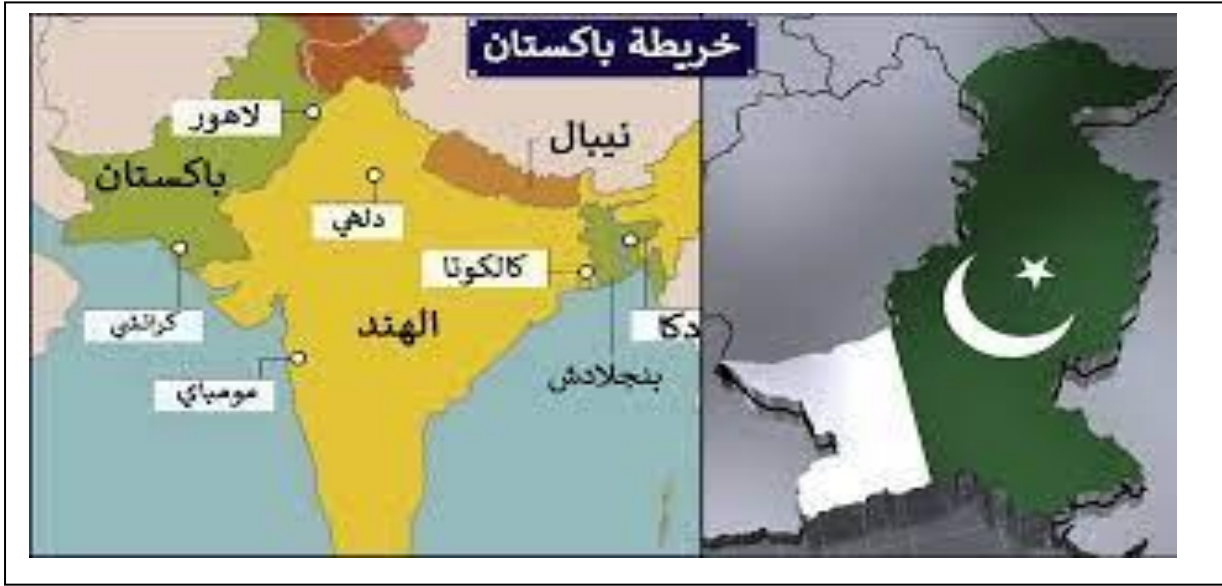 خريطة باكستان
لاهور
نيبال
باكستان
دلهي
كالكوتا
كراتشي
الهند
دكا
مومباي
بنجلادش